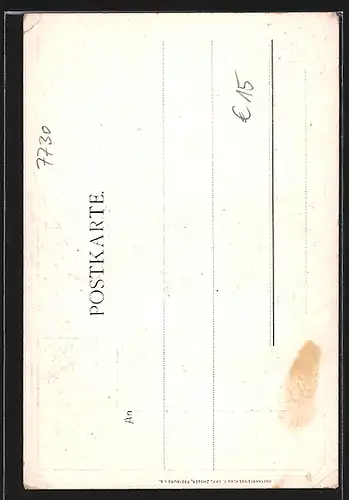 7730
POSTKARTE.
€ 15
An